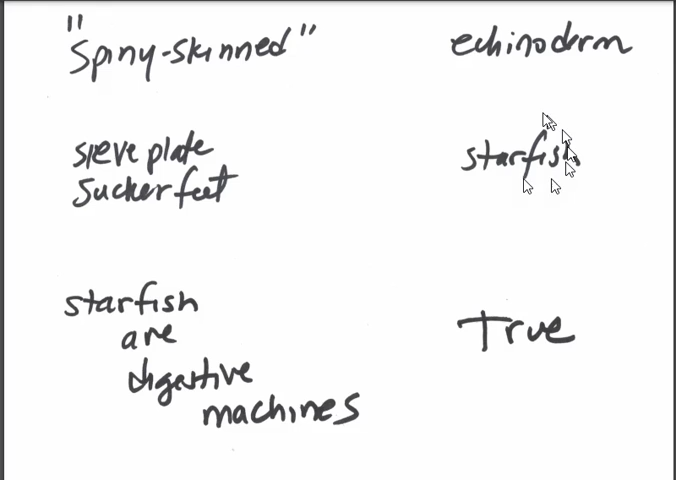 "Spiny-skinned" echinoderm
sieve plate
sucker feet
starfish
starfish
are
digestive
machines
True